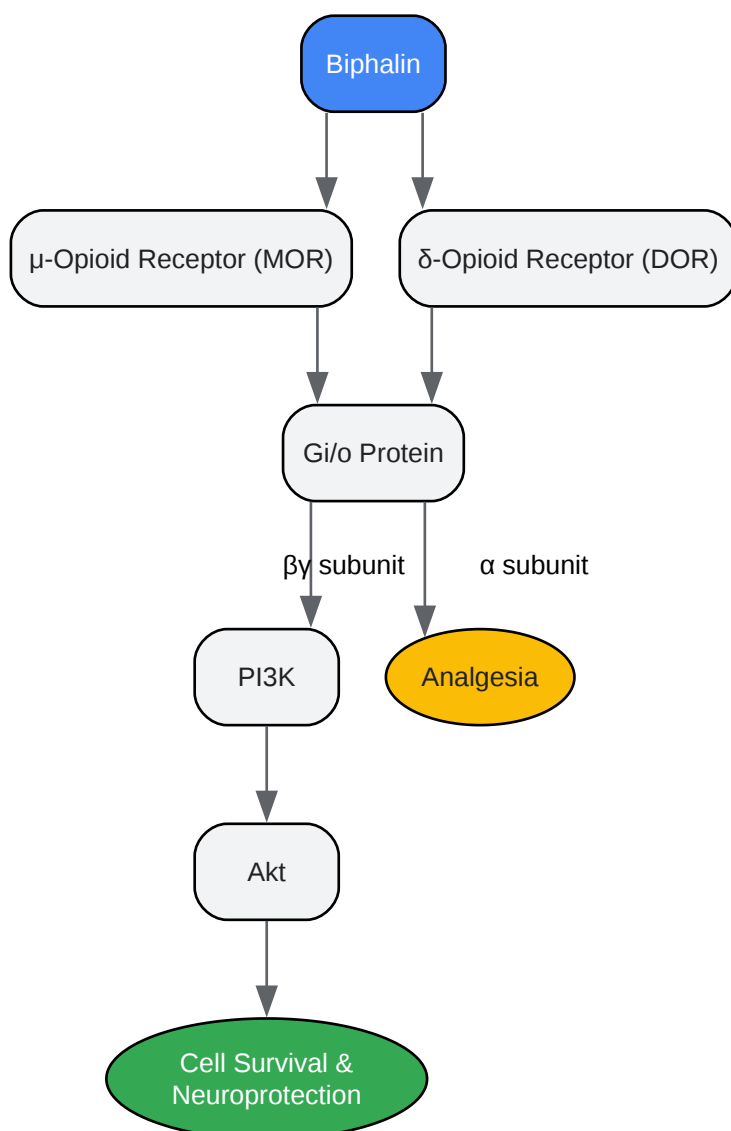 Biphalin
μ-Opioid Receptor (MOR)
δ-Opioid Receptor (DOR)
Gi/o Protein
βγ subunit
α subunit
PI3K
Analgesia
Akt
Cell Survival &
Neuroprotection